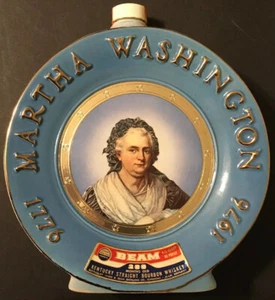 MARTHA WASHINGTON
1776
1976
BEAM
KENTUCKY STRAIGHT BOURBON WHISKEY